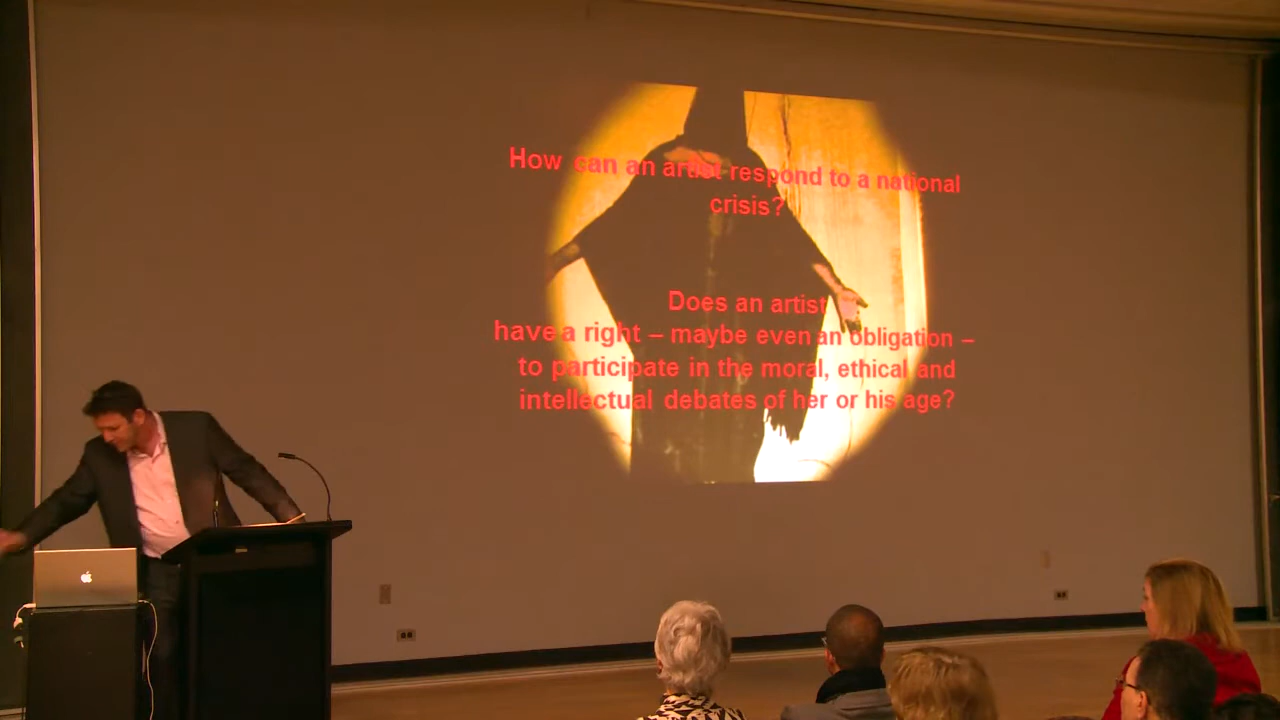 How can an artist respond to a national
crisis?
Does an artist
have a right – maybe even an obligation –
to participate in the moral, ethical and
intellectual debates of her or his age?